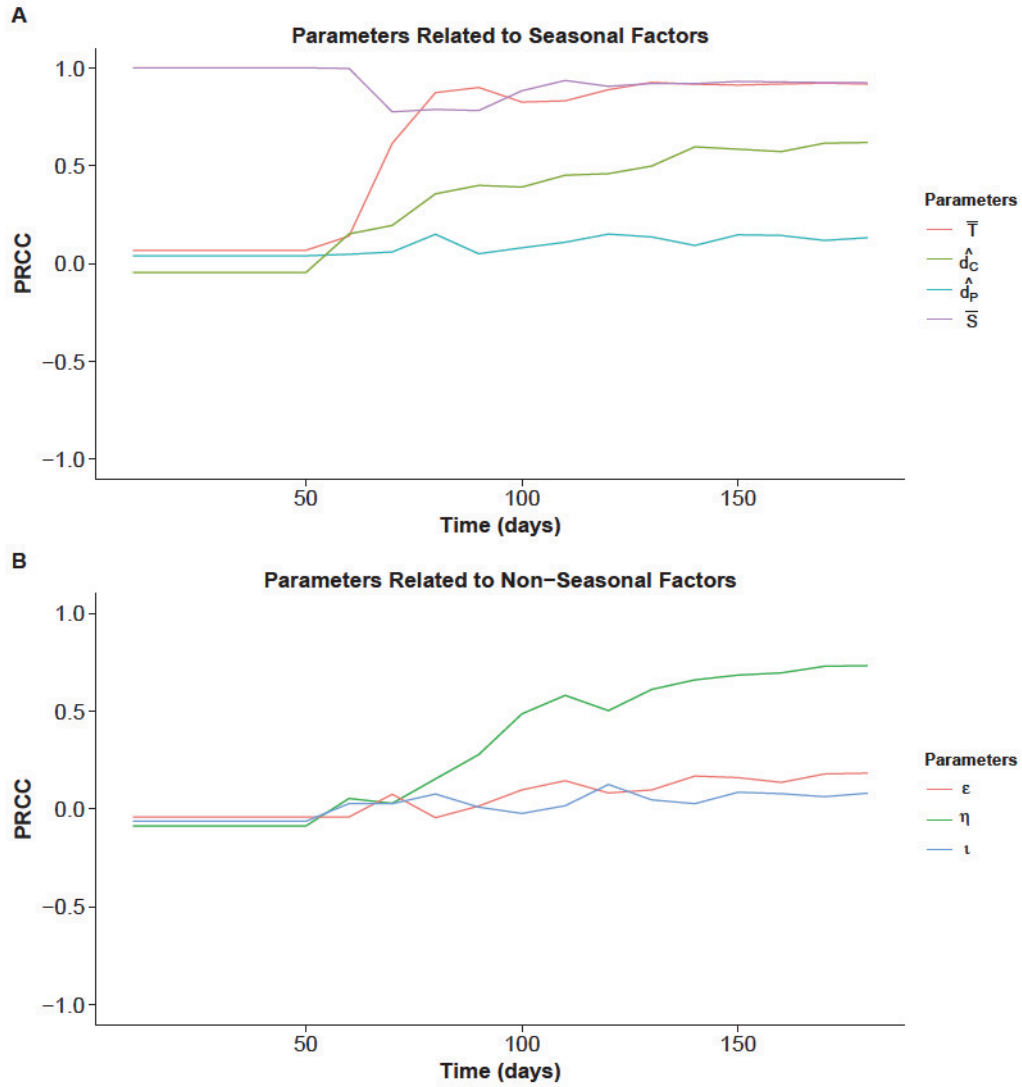 A
Parameters Related to Seasonal Factors
1.0
0.5
0.0
−0.5
−1.0
PRCC
50 100 150
Time (days)
Parameters
T̅
d̂C
d̂P
S̅
B
Parameters Related to Non−Seasonal Factors
1.0
0.5
0.0
−0.5
−1.0
PRCC
50 100 150
Time (days)
Parameters
ε
η
ι